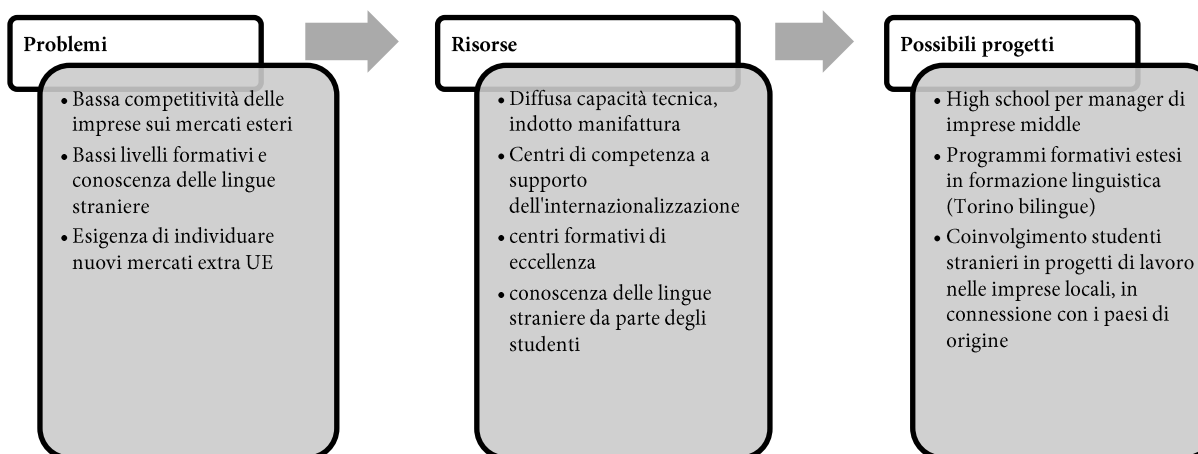 Problemi
• Bassa competitività delle
imprese sui mercati esteri
• Bassi livelli formativi e
conoscenza delle lingue
straniere
• Esigenza di individuare
nuovi mercati extra UE
Risorse
• Diffusa capacità tecnica,
indotto manifattura
• Centri di competenza a
supporto
dell'internazionalizzazione
• centri formativi di
eccellenza
• conoscenza delle lingue
straniere da parte degli
studenti
Possibili progetti
• High school per manager di
imprese middle
• Programmi formativi estesi
in formazione linguistica
(Torino bilingue)
• Coinvolgimento studenti
stranieri in progetti di lavoro
nelle imprese locali, in
connessione con i paesi di
origine